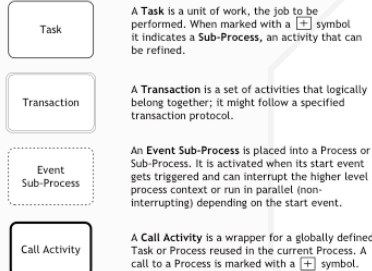 Task
A Task is a unit of work, the job to be
performed. When marked with a + symbol
it indicates a Sub-Process, an activity that can
be refined.
Transaction
A Transaction is a set of activities that logically
belong together; it might follow a specified
transaction protocol.
Event
Sub-Process
An Event Sub-Process is placed into a Process or
Sub-Process. It is activated when its start event
gets triggered and can interrupt the higher level
process context or run in parallel (non-
interrupting) depending on the start event.
Call Activity
A Call Activity is a wrapper for a globally defined
Task or Process reused in the current Process. A
call to a Process is marked with a + symbol.